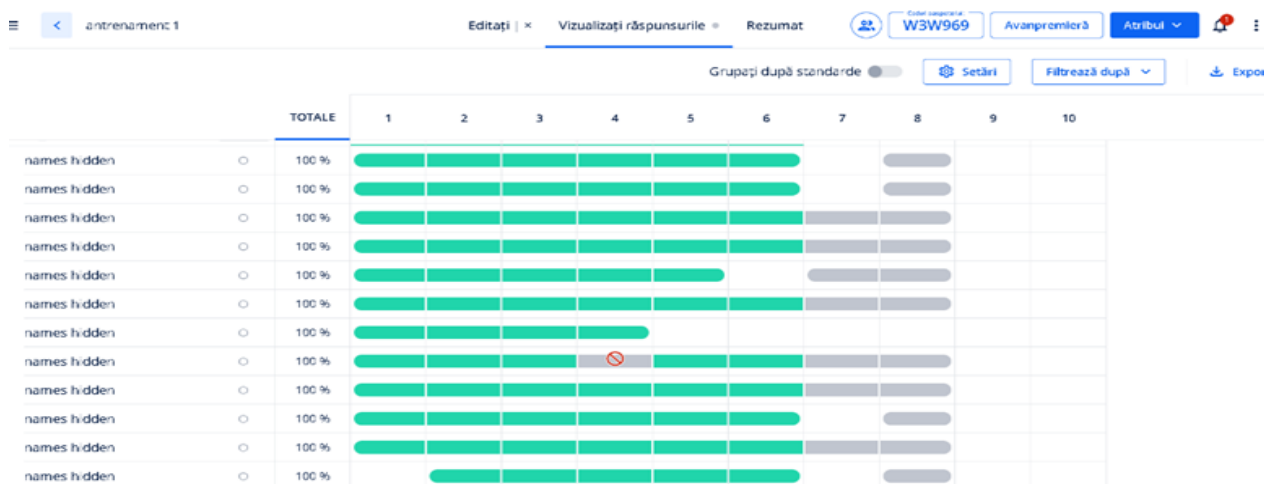 antrenament 1 Editați | × Vizualizați răspunsurile Rezumat W3W969 Avanpremieră Atribui 1
Grupați după standarde Setări Filtrează după Expor
TOTALE 1 2 3 4 5 6 7 8 9 10
names hidden 100 %
names hidden 100 %
names hidden 100 %
names hidden 100 %
names hidden 100 %
names hidden 100 %
names hidden 100 %
names hidden 100 %
names hidden 100 %
names hidden 100 %
names hidden 100 %
names hidden 100 %